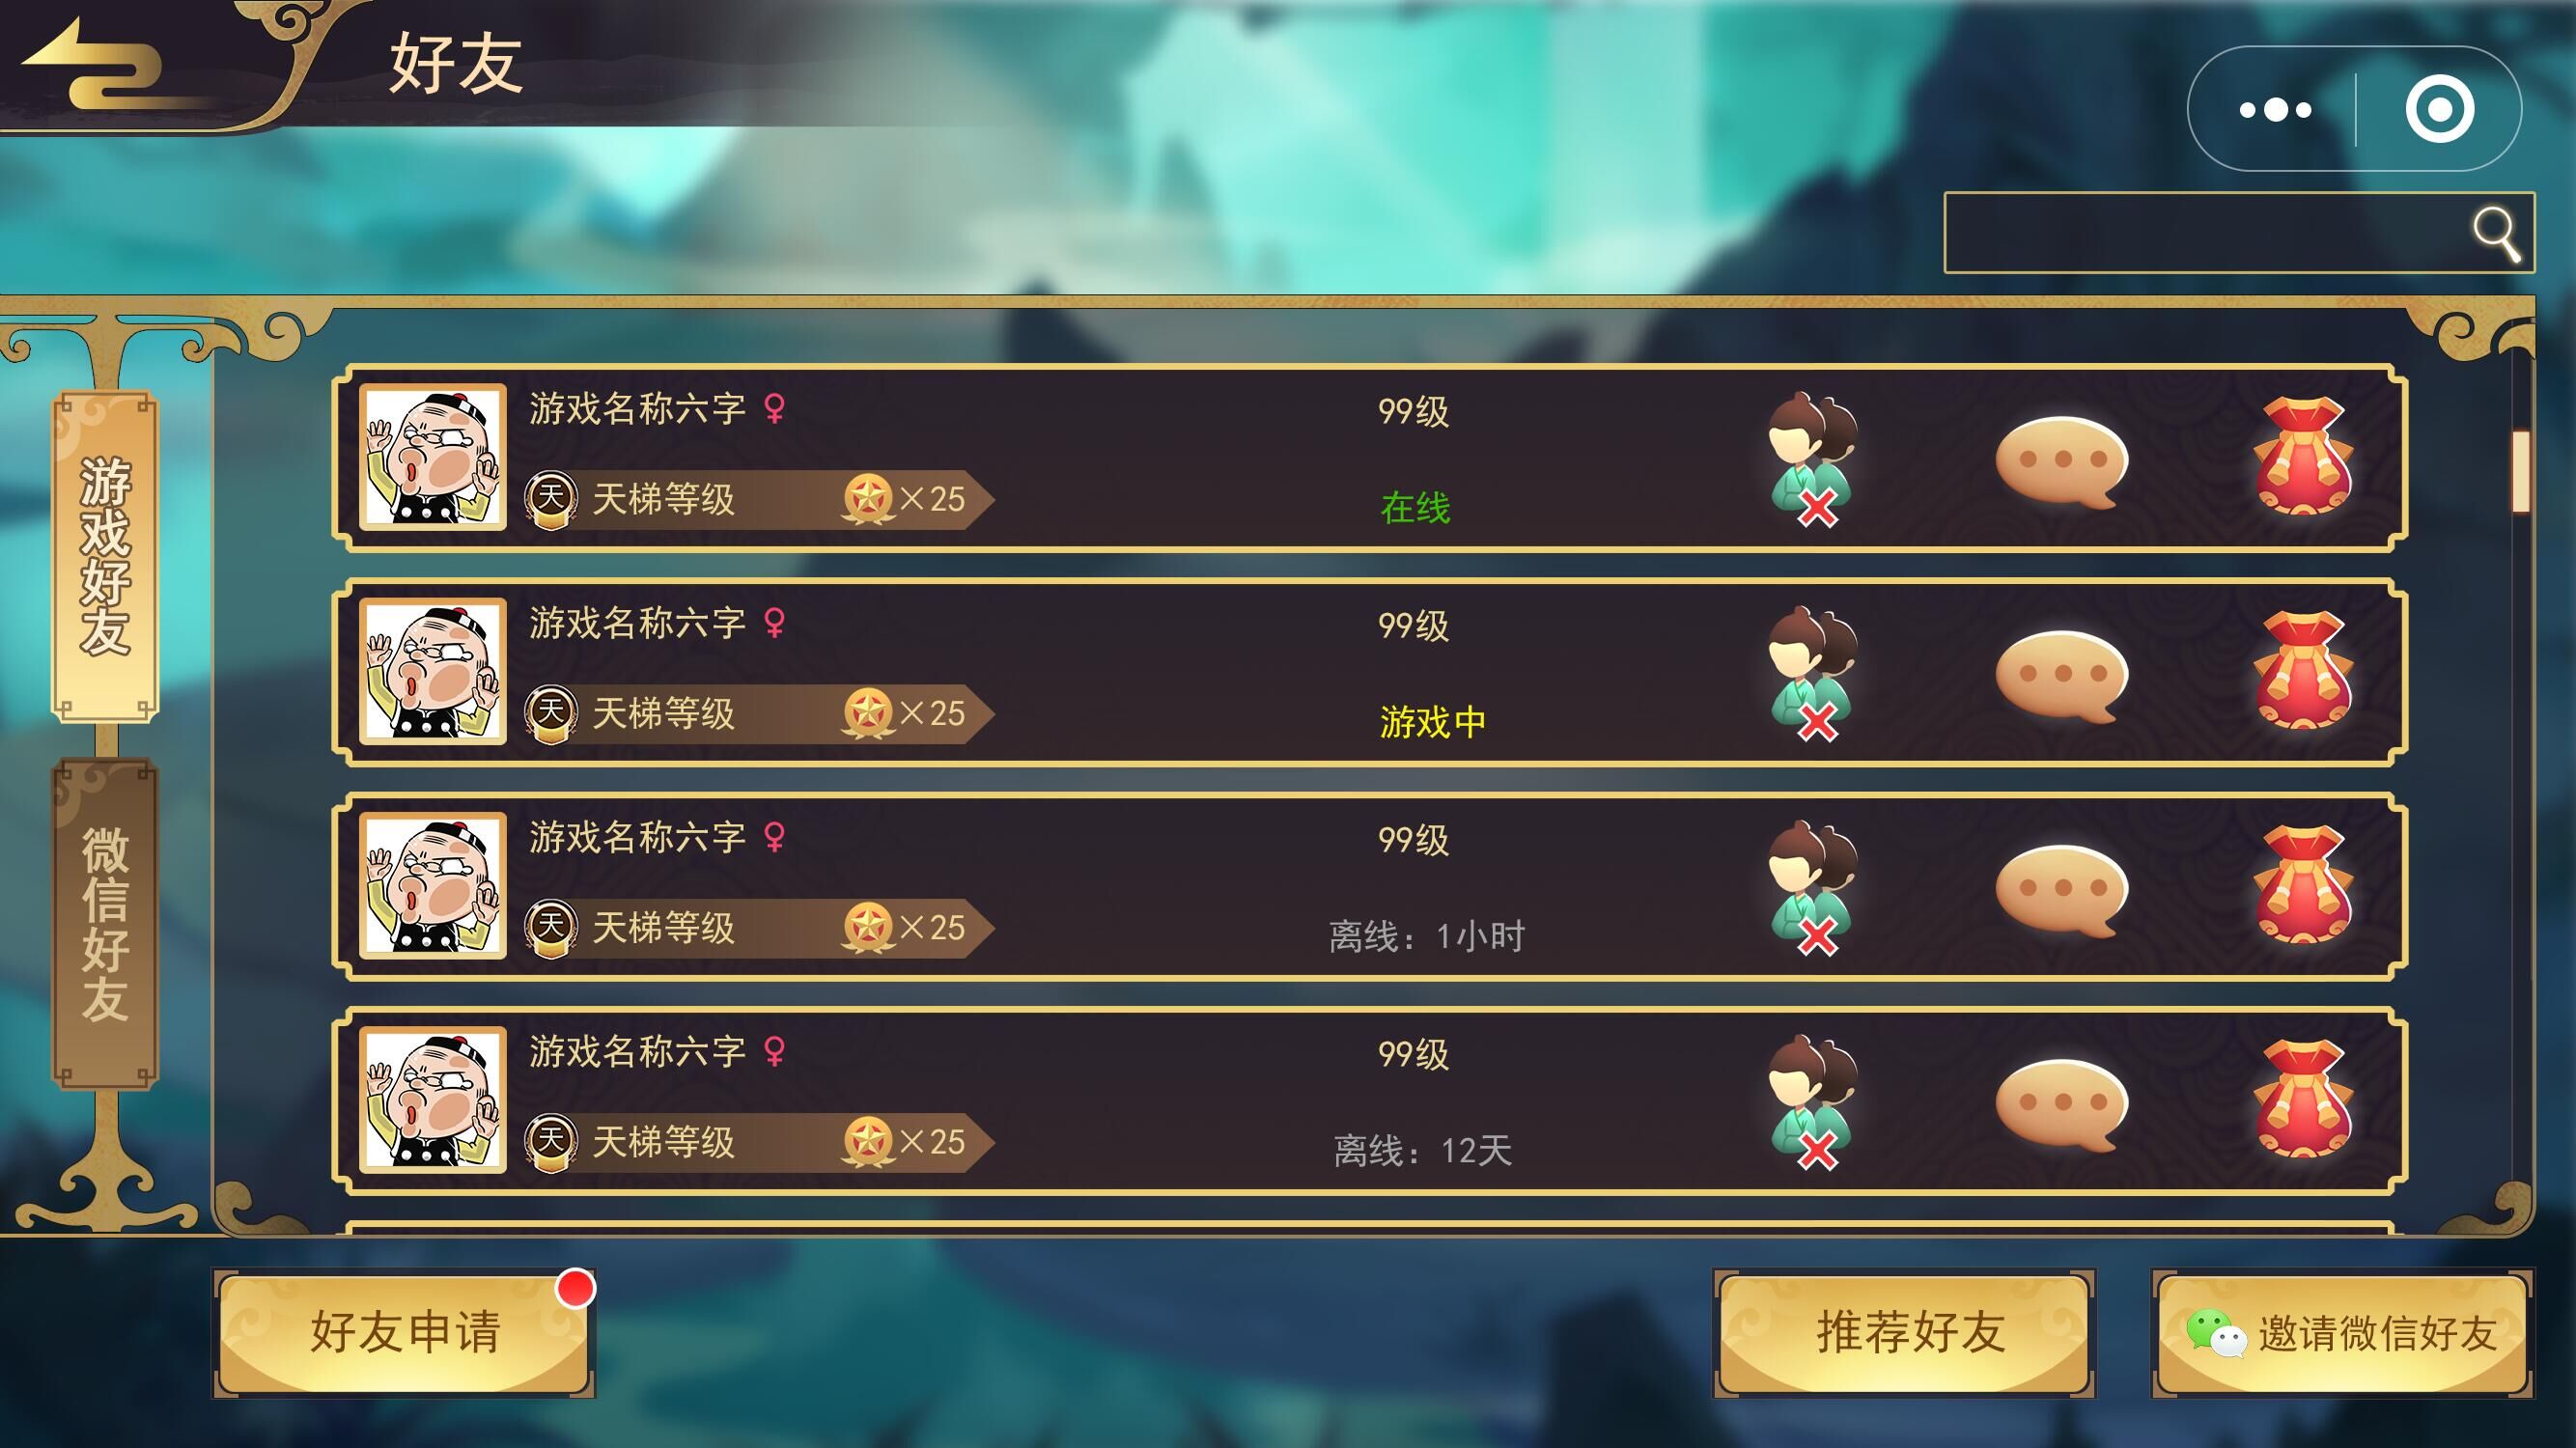 好友
游戏好友
微信好友
游戏名称六字♀
99级
天 天梯等级 ×25
在线
游戏名称六字♀
99级
天 天梯等级 ×25
游戏中
游戏名称六字♀
99级
天 天梯等级 ×25
离线：1小时
游戏名称六字♀
99级
天 天梯等级 ×25
离线：12天
好友申请
推荐好友
邀请微信好友